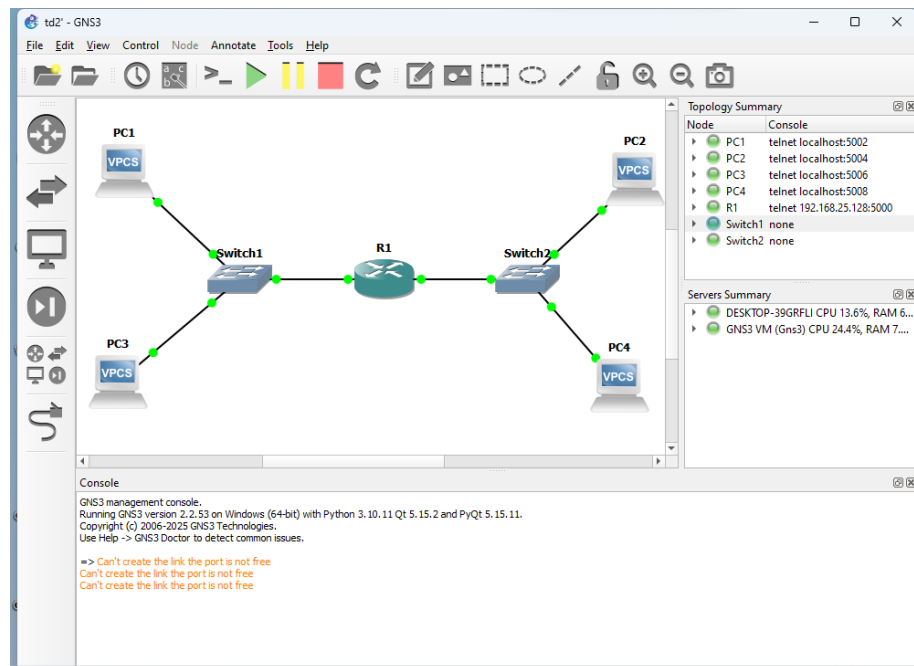 td2' - GNS3
File Edit View Control Node Annotate Tools Help
Topology Summary
Node Console
PC1 telnet localhost:5002
PC2 telnet localhost:5004
PC3 telnet localhost:5006
PC4 telnet localhost:5008
R1 telnet 192.168.25.128:5000
Switch1 none
Switch2 none
PC1
VPCS
PC2
VPCS
Switch1
R1
Switch2
PC3
VPCS
PC4
VPCS
Servers Summary
DESKTOP-39GRFLI CPU 13.6%, RAM 6...
GNS3 VM (Gns3) CPU 24.4%, RAM 7....
Console
GNS3 management console.
Running GNS3 version 2.2.53 on Windows (64-bit) with Python 3.10.11 Qt 5.15.2 and PyQt 5.15.11.
Copyright (c) 2006-2025 GNS3 Technologies.
Use Help -> GNS3 Doctor to detect common issues.
=> Can't create the link the port is not free
Can't create the link the port is not free
Can't create the link the port is not free